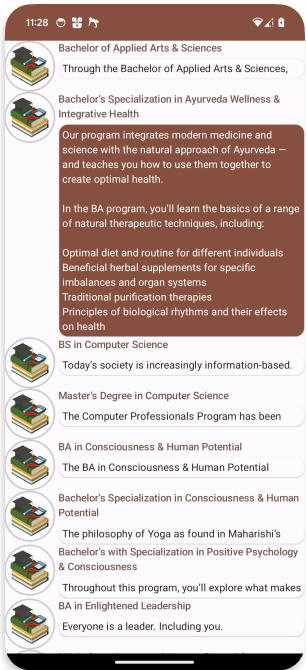 11:28
Bachelor of Applied Arts & Sciences
Through the Bachelor of Applied Arts & Sciences,
Bachelor's Specialization in Ayurveda Wellness &
Integrative Health
Our program integrates modern medicine and
science with the natural approach of Ayurveda —
and teaches you how to use them together to
create optimal health.
In the BA program, you'll learn the basics of a range
of natural therapeutic techniques, including:
Optimal diet and routine for different individuals
Beneficial herbal supplements for specific
imbalances and organ systems
Traditional purification therapies
Principles of biological rhythms and their effects
on health
BS in Computer Science
Today's society is increasingly information-based.
Master's Degree in Computer Science
The Computer Professionals Program has been
BA in Consciousness & Human Potential
The BA in Consciousness & Human Potential
Bachelor's Specialization in Consciousness & Human
Potential
The philosophy of Yoga as found in Maharishi's
Bachelor's with Specialization in Positive Psychology
& Consciousness
Throughout this program, you'll explore what makes
BA in Enlightened Leadership
Everyone is a leader. Including you.